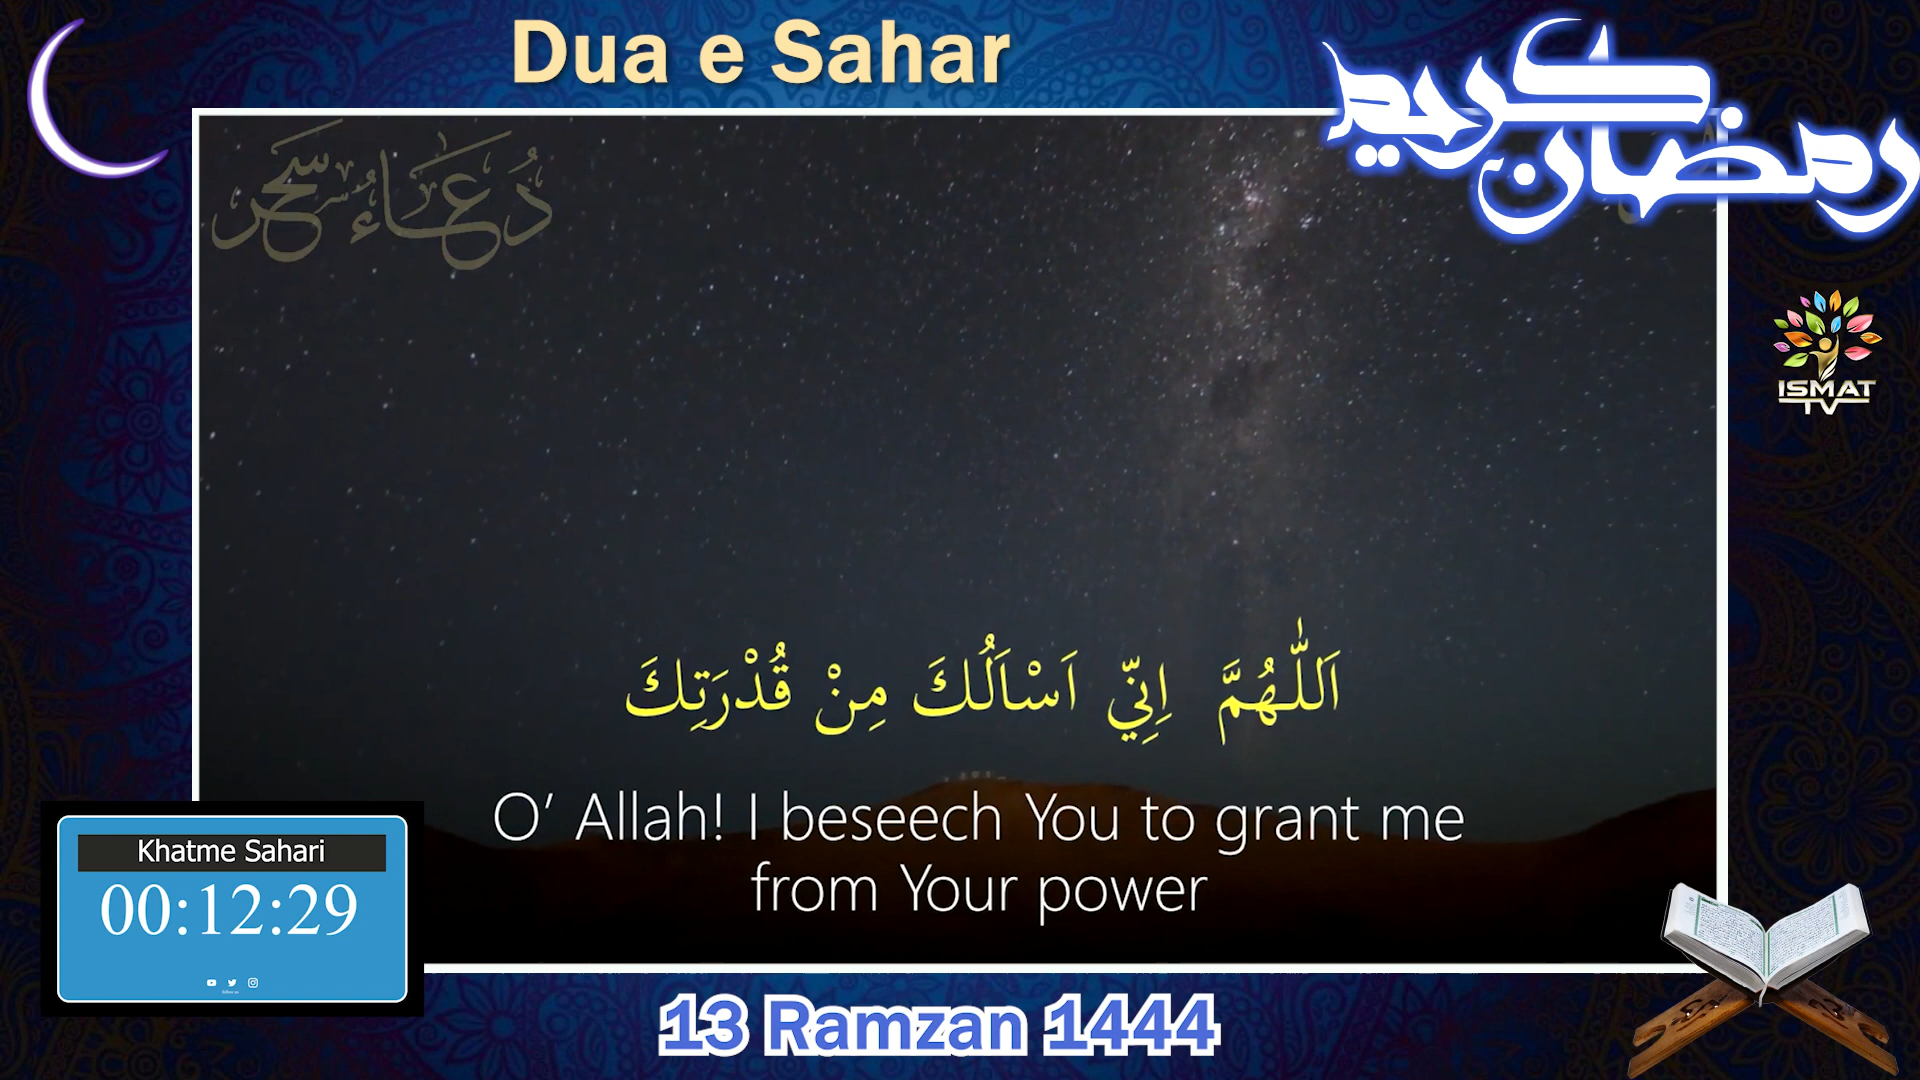 Dua e Sahar
رمضان كريم
دُعَاءُ سَحَر
ISMAT
TV
اَللّٰهُمَّ اِنِّيْ اَسْاَلُكَ مِنْ قُدْرَتِكَ
O’ Allah! I beseech You to grant me
from Your power
Khatme Sahari
00:12:29
13 Ramzan 1444